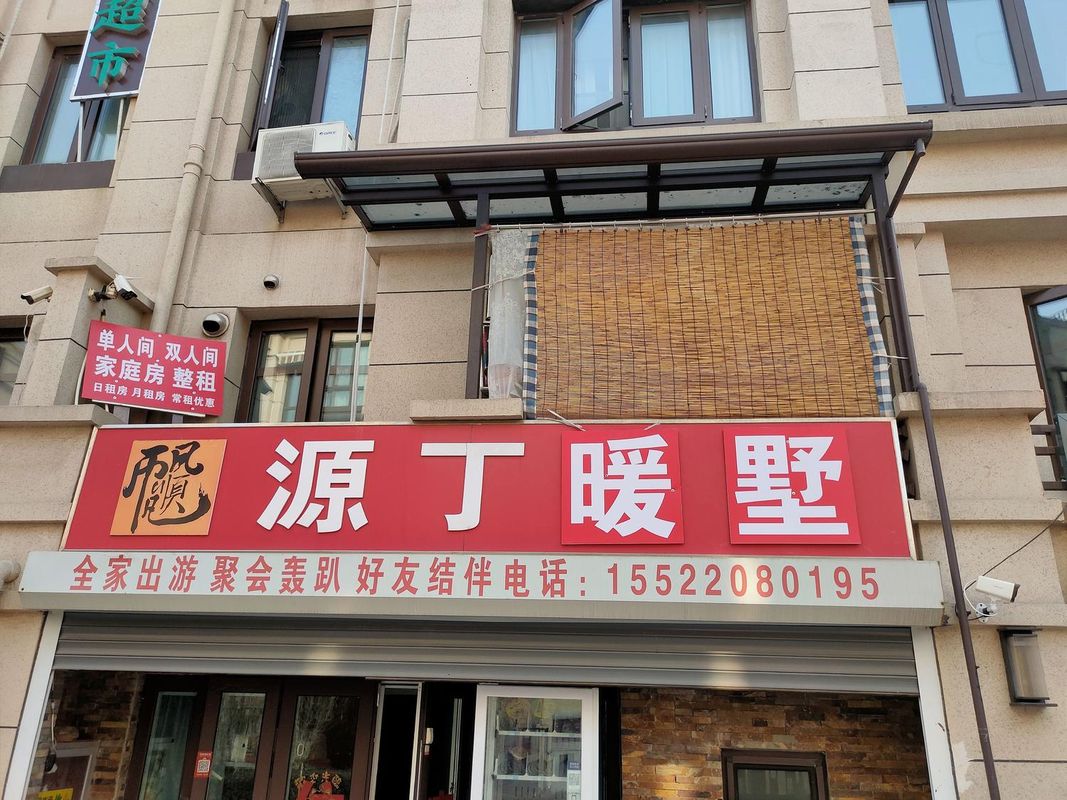 超市
单人间 双人间
家庭房 整租
日租房 月租房 常租优惠
源丁暖墅
全家出游 聚会轰趴 好友结伴电话：15522080195